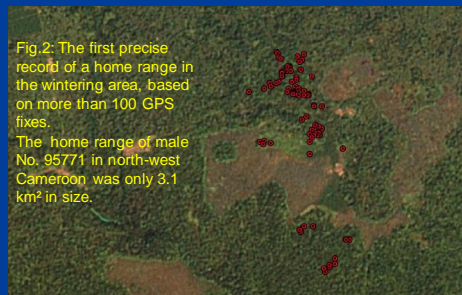 Fig.2: The first precise
record of a home range in
the wintering area, based
on more than 100 GPS
fixes.
The home range of male
No. 95771 in north-west
Cameroon was only 3.1
km² in size.